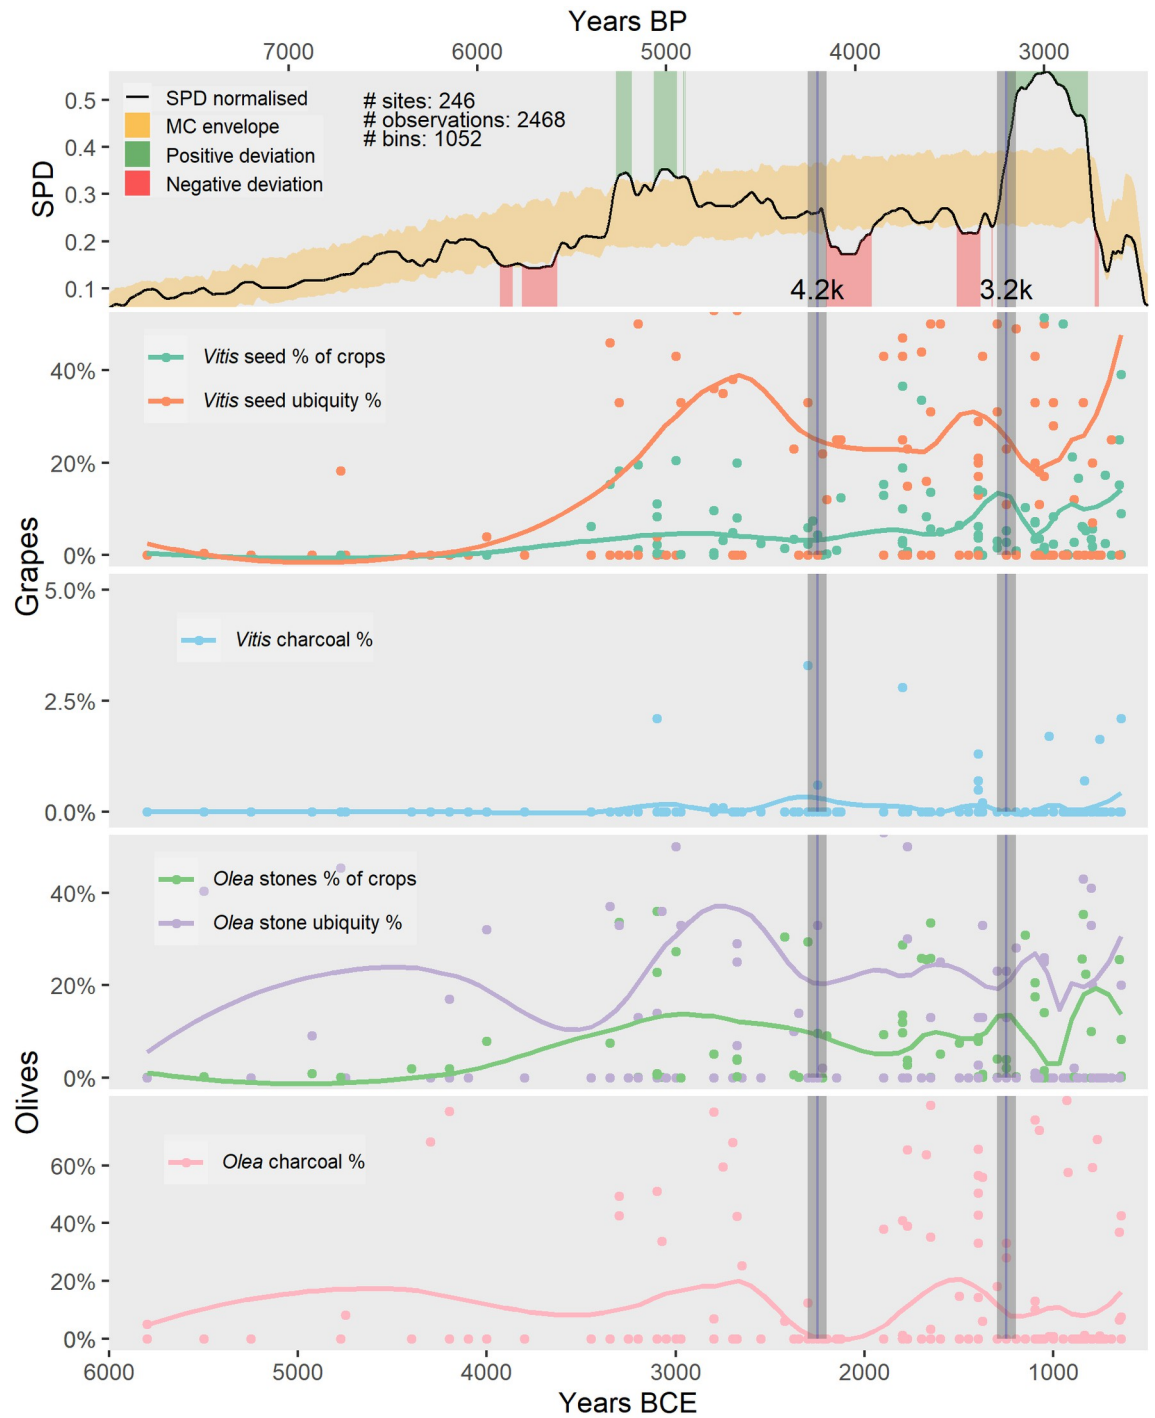 Years BP
7000 6000 5000 4000 3000
SPD
0.5
0.4
0.3
0.2
0.1
SPD normalised
MC envelope
Positive deviation
Negative deviation
# sites: 246
# observations: 2468
# bins: 1052
4.2k 3.2k
Grapes
40%
20%
0%
Vitis seed % of crops
Vitis seed ubiquity %
5.0%
2.5%
0.0%
Vitis charcoal %
Olives
40%
20%
0%
Olea stones % of crops
Olea stone ubiquity %
60%
40%
20%
0%
Olea charcoal %
6000 5000 4000 3000 2000 1000
Years BCE